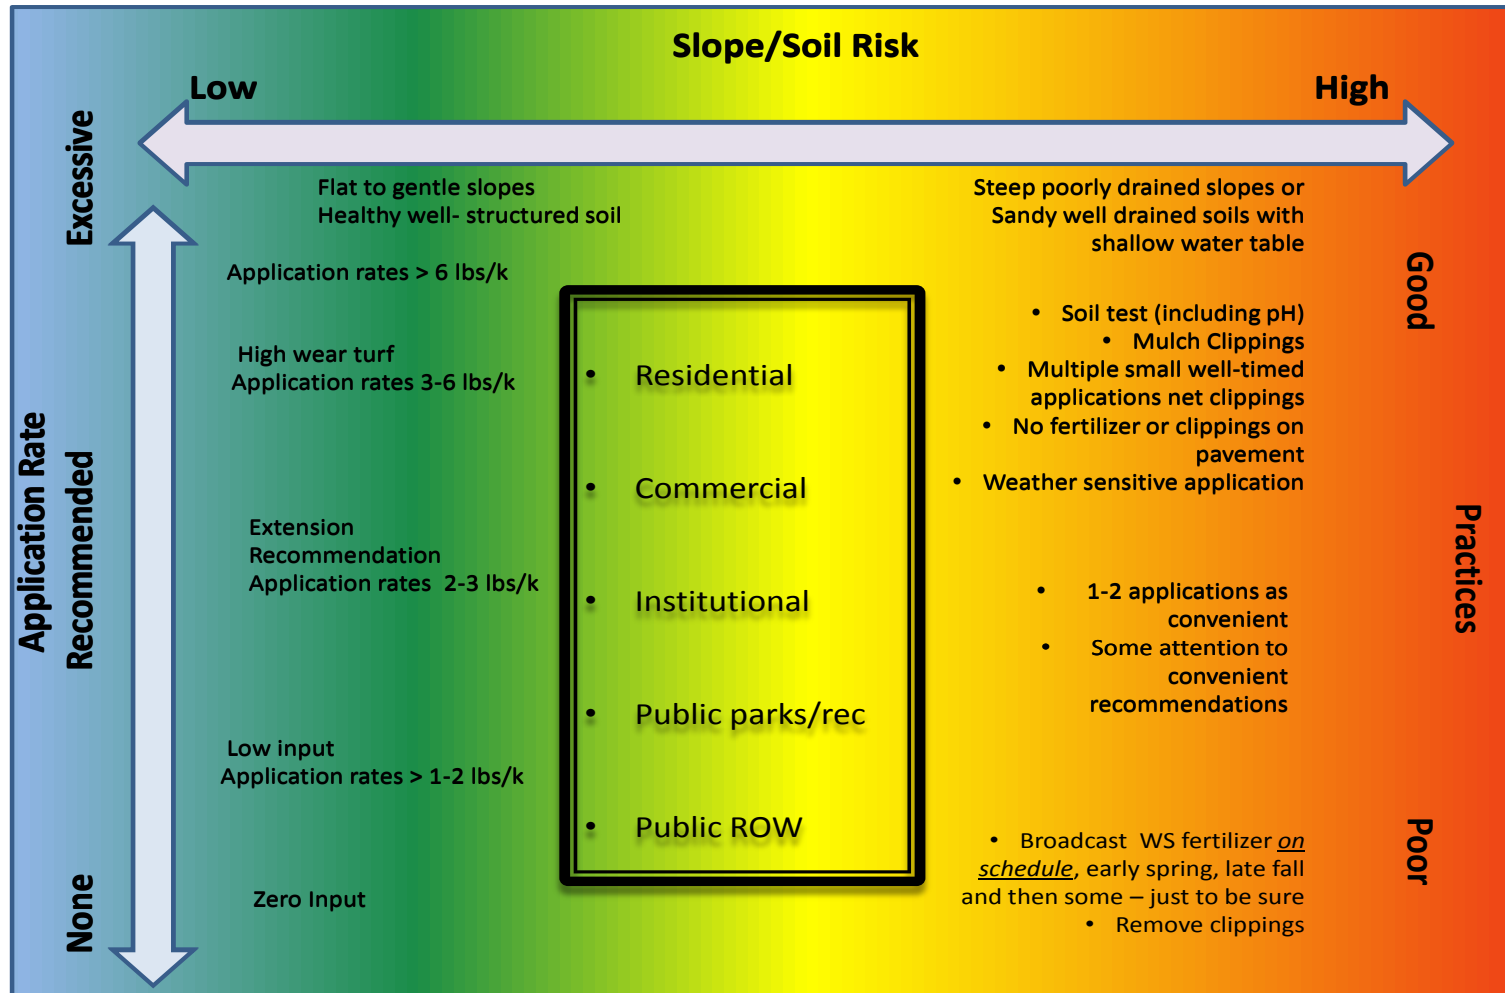 Slope/Soil Risk
Low
High
Excessive
Flat to gentle slopes
Healthy well- structured soil
Steep poorly drained slopes or
Sandy well drained soils with
shallow water table
Application rates > 6 lbs/k
High wear turf
Application rates 3-6 lbs/k
Application Rate
Recommended
Extension
Recommendation
Application rates 2-3 lbs/k
Low input
Application rates > 1-2 lbs/k
None
Zero Input
• Residential
• Commercial
• Institutional
• Public parks/rec
• Public ROW
Good
• Soil test (including pH)
• Mulch Clippings
• Multiple small well-timed
applications net clippings
• No fertilizer or clippings on
pavement
• Weather sensitive application
Practices
• 1-2 applications as
convenient
• Some attention to
convenient
recommendations
Poor
• Broadcast WS fertilizer on
schedule, early spring, late fall
and then some – just to be sure
• Remove clippings